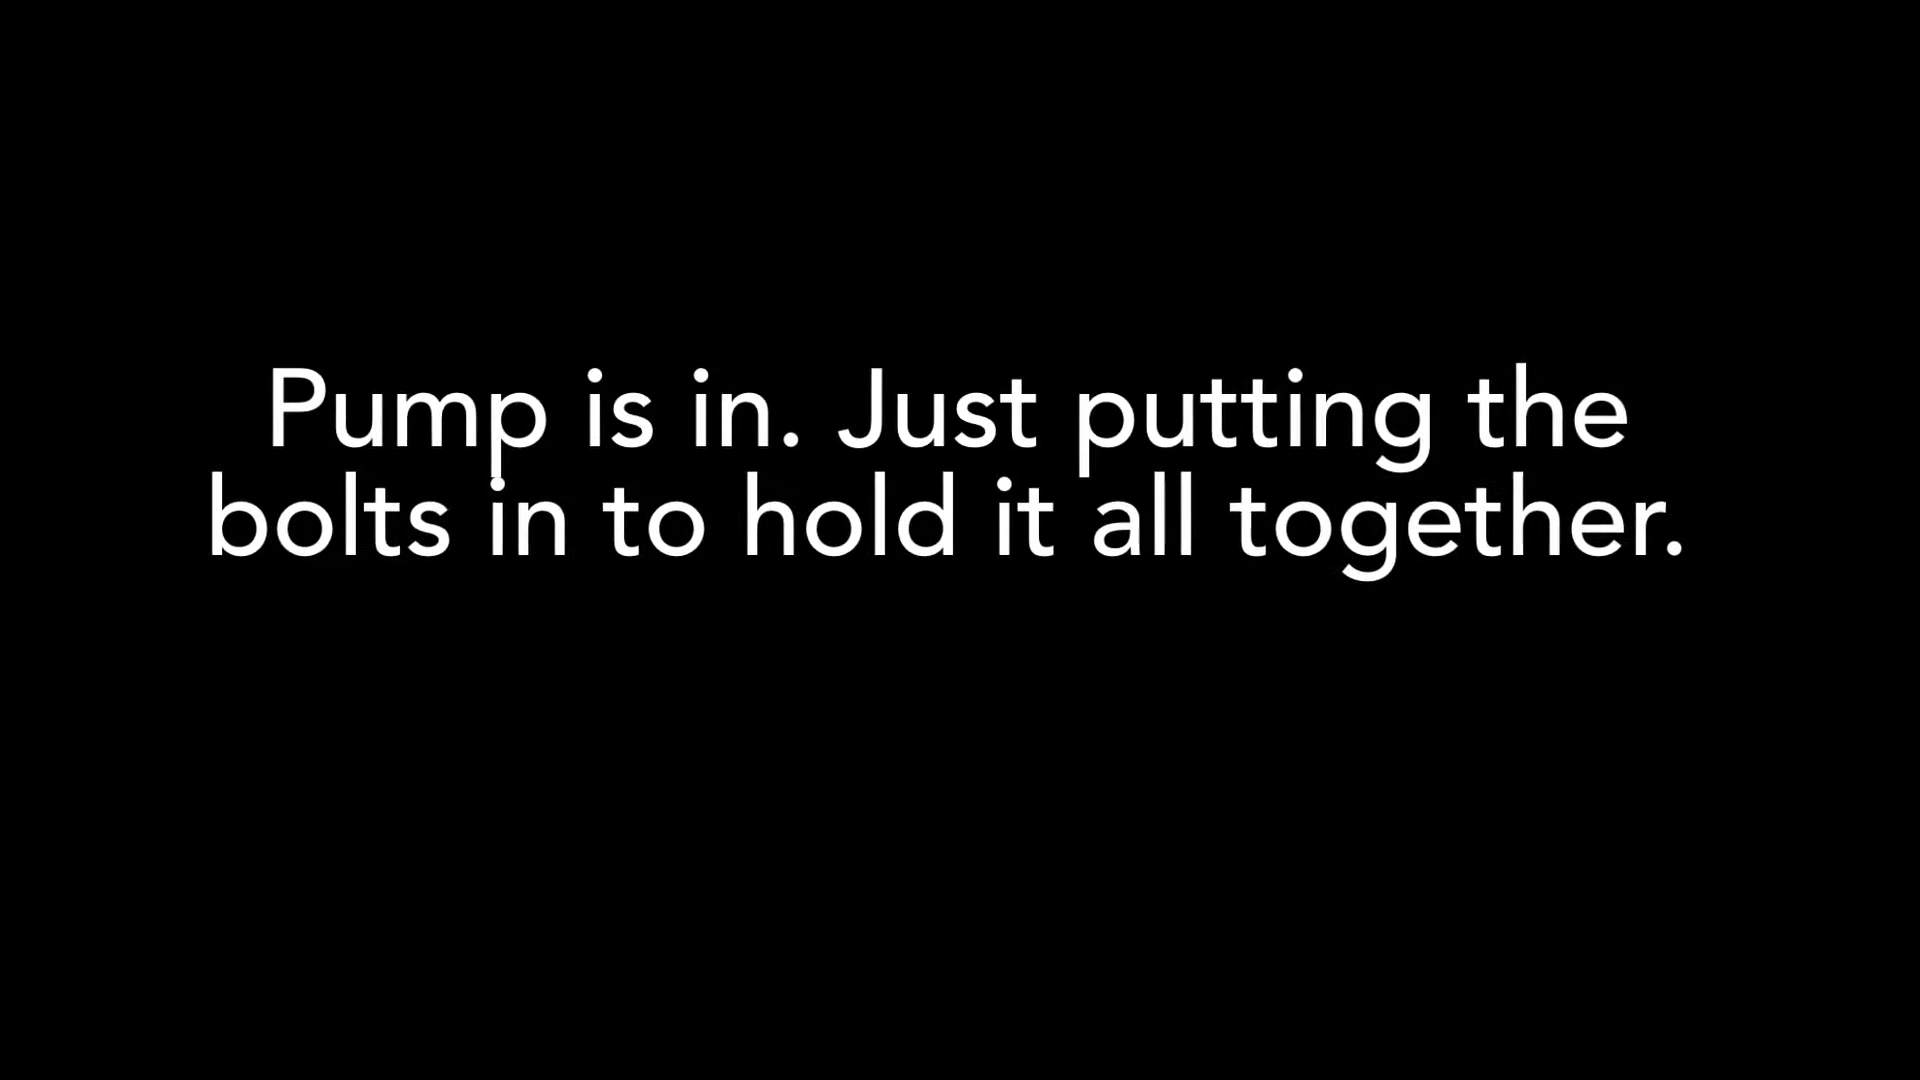 Pump is in. Just putting the
bolts in to hold it all together.